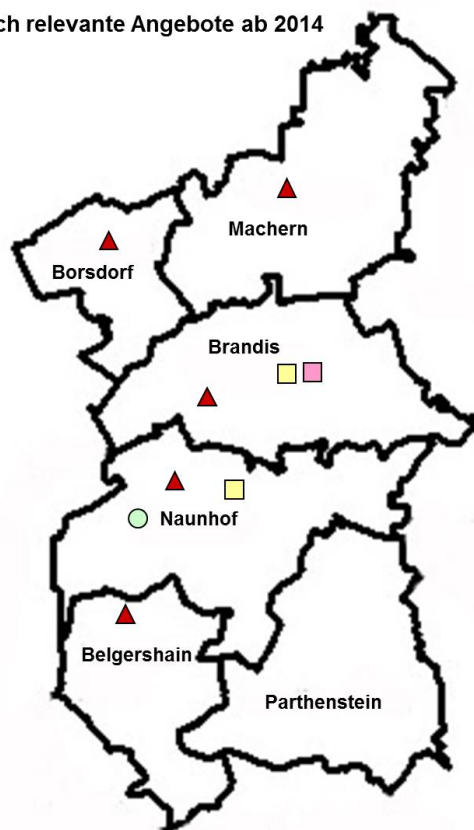 ch relevante Angebote ab 2014
Machern
Borsdorf
Brandis
Naunhof
Belgershain
Parthenstein